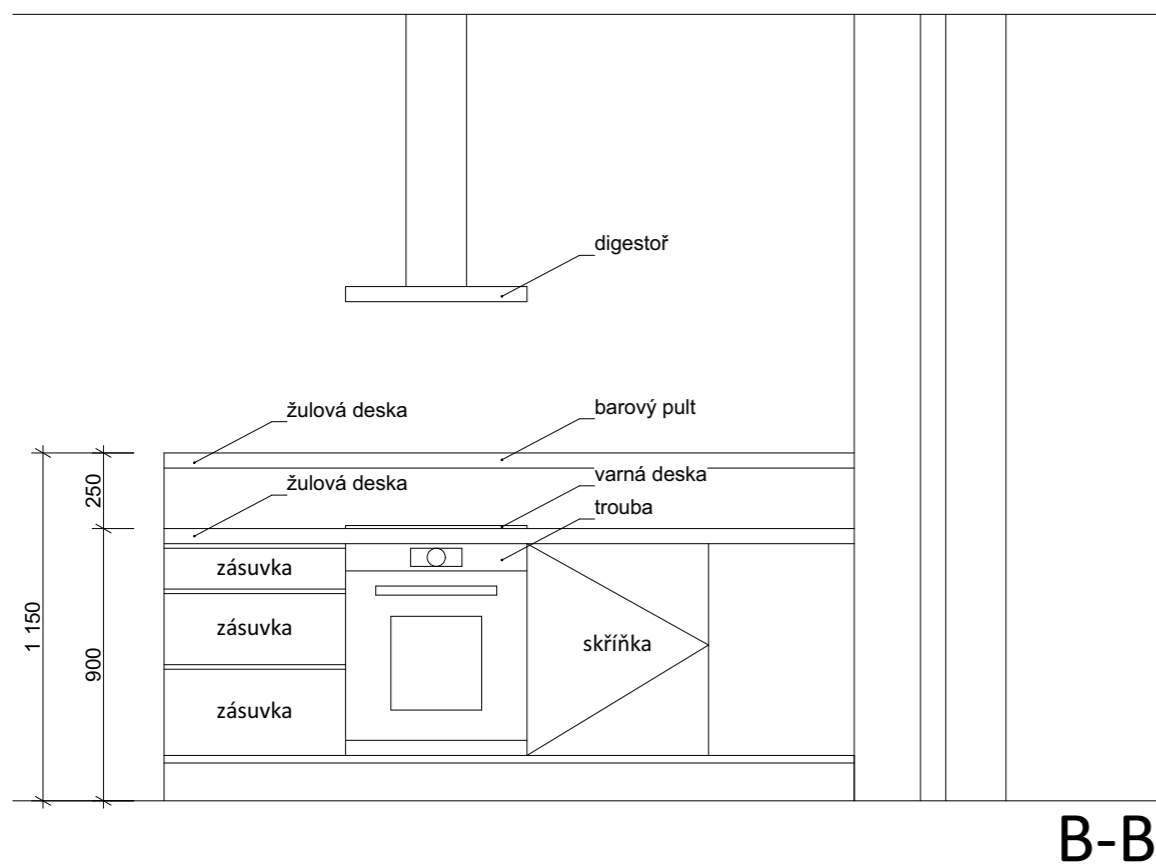 digestoř
žulová deska
barový pult
žulová deska
varná deska
trouba
250
1 150
900
zásuvka
zásuvka
zásuvka
skříňka
B-B